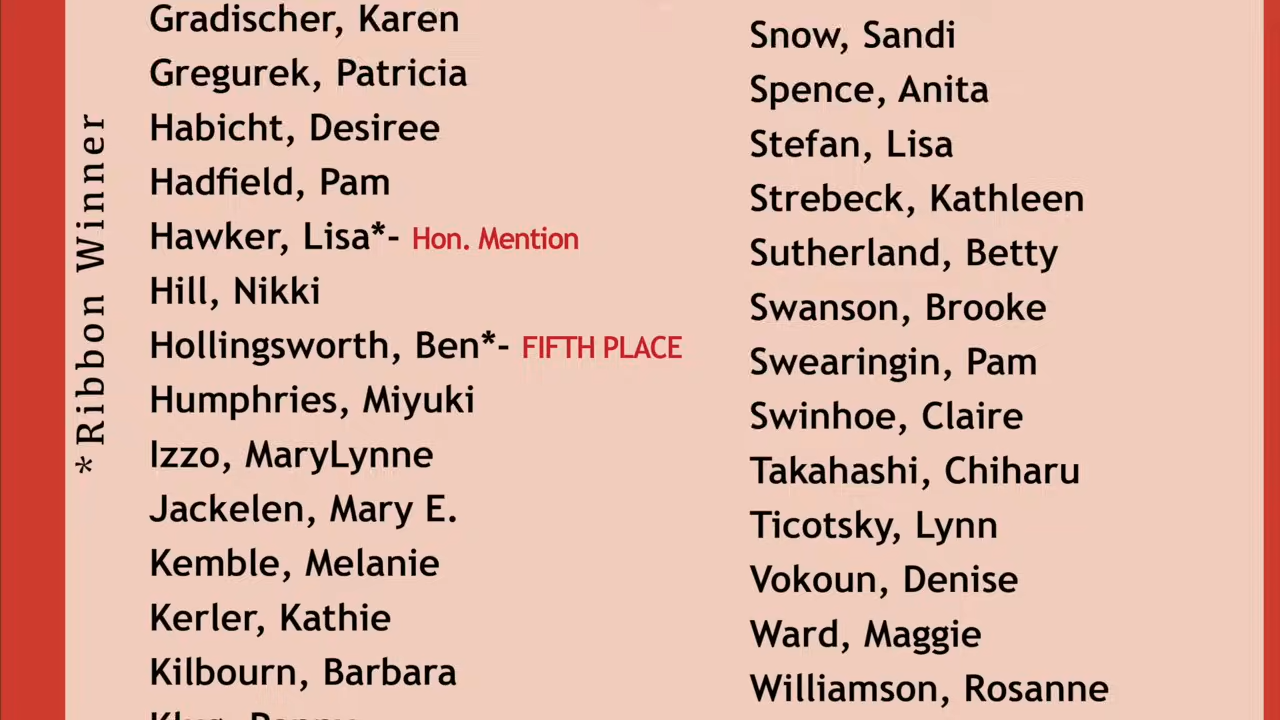 *Ribbon Winner
Gradischer, Karen
Gregurek, Patricia
Habicht, Desiree
Hadfield, Pam
Hawker, Lisa*- Hon. Mention
Hill, Nikki
Hollingsworth, Ben*- FIFTH PLACE
Humphries, Miyuki
Izzo, MaryLynne
Jackelen, Mary E.
Kemble, Melanie
Kerler, Kathie
Kilbourn, Barbara
Snow, Sandi
Spence, Anita
Stefan, Lisa
Strebeck, Kathleen
Sutherland, Betty
Swanson, Brooke
Swearingin, Pam
Swinhoe, Claire
Takahashi, Chiharu
Ticotsky, Lynn
Vokoun, Denise
Ward, Maggie
Williamson, Rosanne